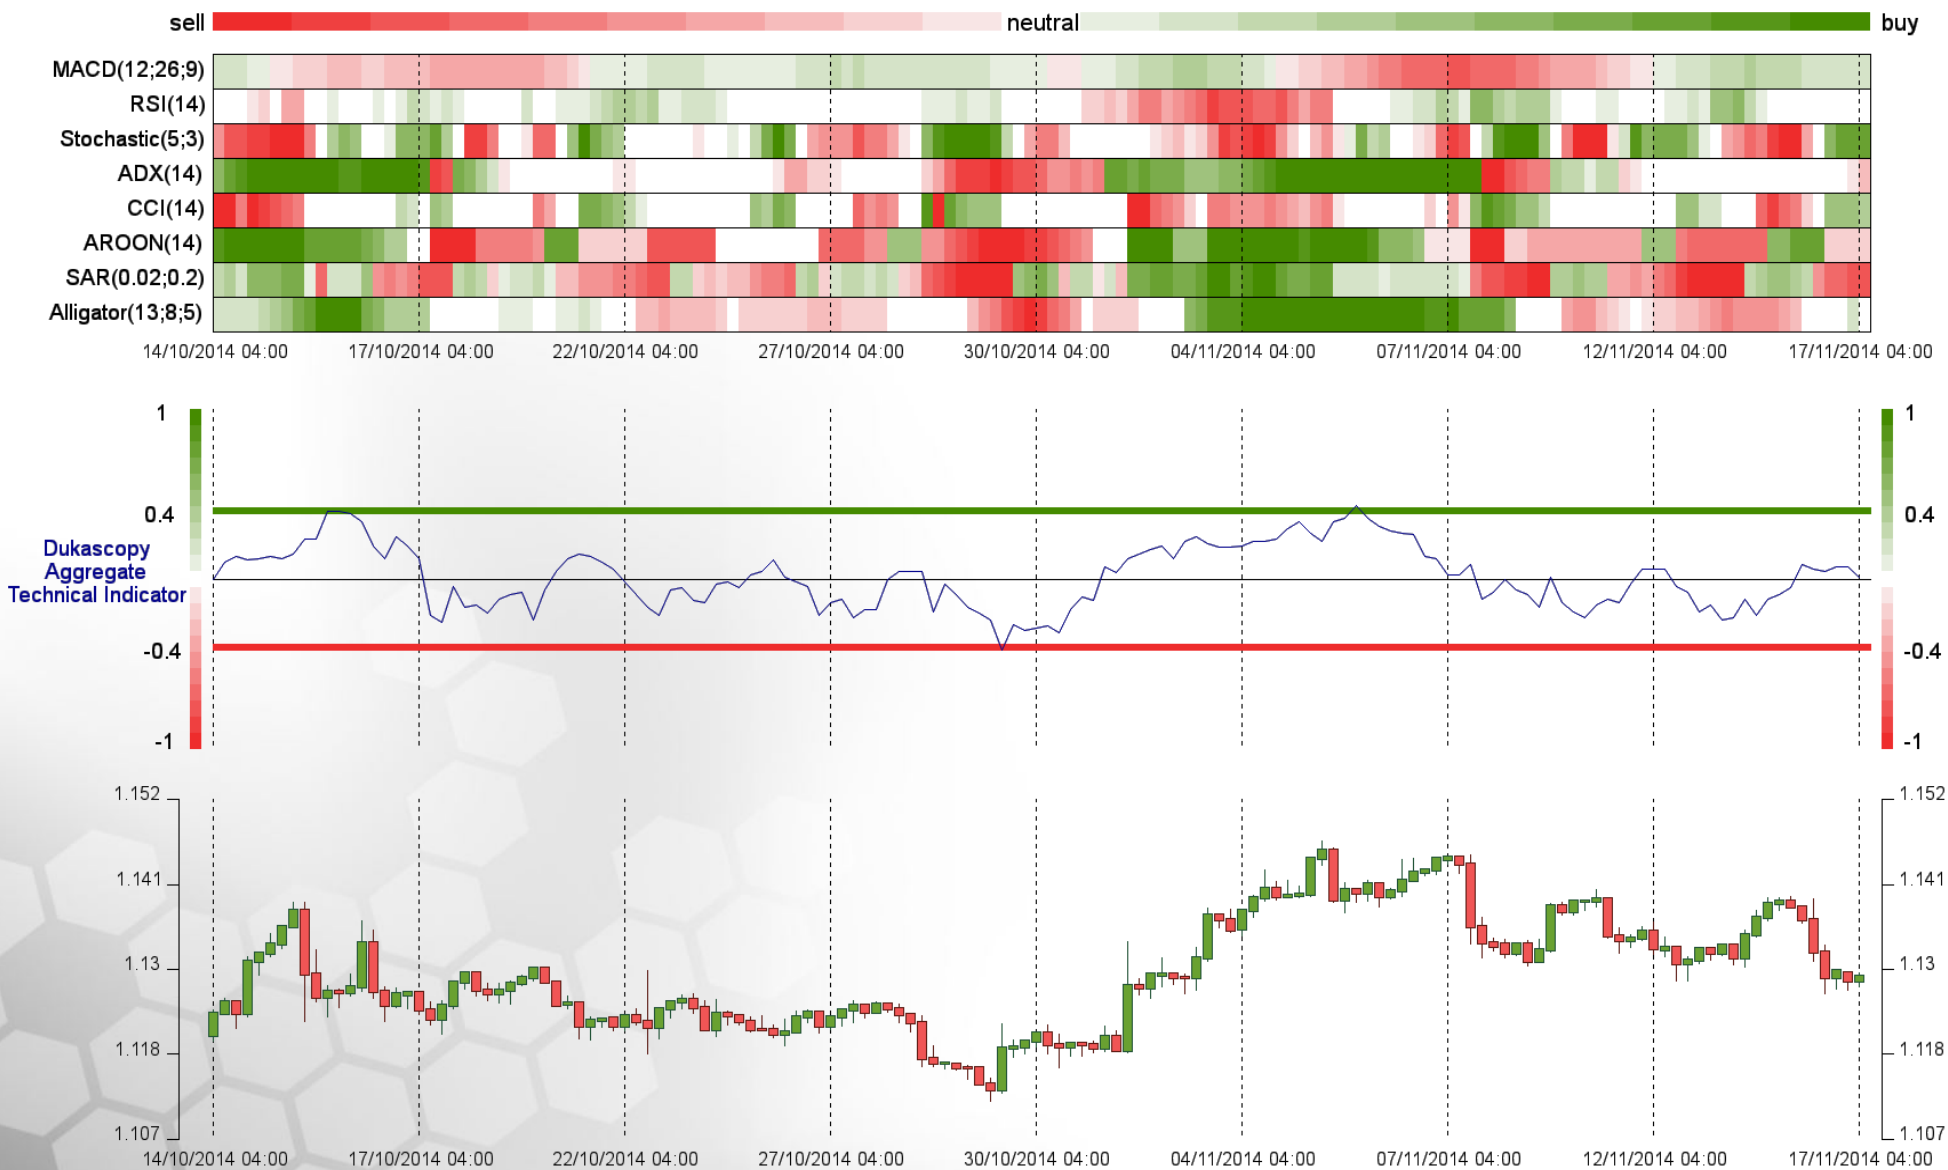 sell neutral buy
MACD(12;26;9)
RSI(14)
Stochastic(5;3)
ADX(14)
CCI(14)
AROON(14)
SAR(0.02;0.2)
Alligator(13;8;5)
14/10/2014 04:00 17/10/2014 04:00 22/10/2014 04:00 27/10/2014 04:00 30/10/2014 04:00 04/11/2014 04:00 07/11/2014 04:00 12/11/2014 04:00 17/11/2014 04:00
1 1
0.4 0.4
Dukascopy
Aggregate
Technical Indicator
-0.4 -0.4
-1 -1
1.152 1.152
1.141 1.141
1.13 1.13
1.118 1.118
1.107 1.107
14/10/2014 04:00 17/10/2014 04:00 22/10/2014 04:00 27/10/2014 04:00 30/10/2014 04:00 04/11/2014 04:00 07/11/2014 04:00 12/11/2014 04:00 17/11/2014 04:00